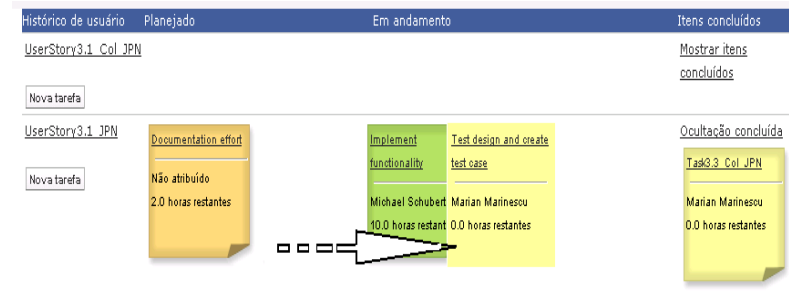 Histórico de usuário Planejado Em andamento Itens concluídos
UserStory3.1 Col JPN
Mostrar itens
concluídos
Nova tarefa
UserStory3.1 JPN
Nova tarefa
Documentation effort
Não atribuído
2.0 horas restantes
Implement
functionality
Michael Schubert
10.0 horas restant
Test design and create
test case
Marian Marinescu
0.0 horas restantes
Ocultação concluída
Task3.3 Col JPN
Marian Marinescu
0.0 horas restantes